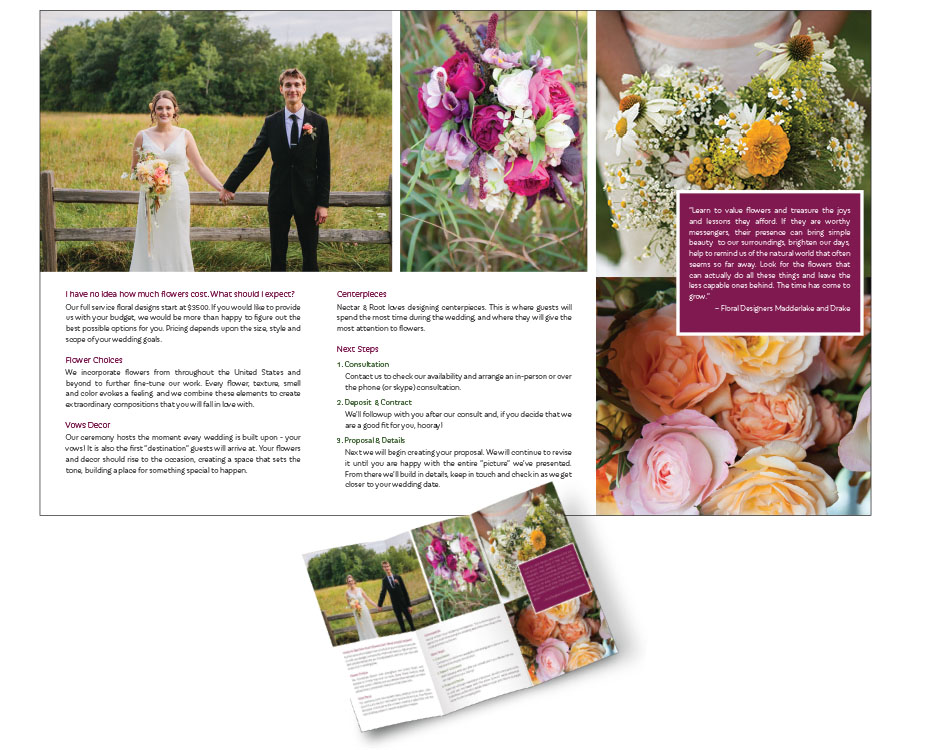 I have no idea how much flowers cost. What should I expect?
Our full service floral designs start at $3500. If you would like to provide
us with your budget, we would be more than happy to figure out the
best possible options for you. Pricing depends upon the size, style and
scope of your wedding goals.
Flower Choices
We incorporate flowers from throughout the United States and
beyond to further fine-tune our work. Every flower, texture, smell
and color evokes a feeling, and we combine these elements to create
extraordinary compositions that you will fall in love with.
Vows Decor
Our ceremony hosts the moment every wedding is built upon - your
vows! It is also the first "destination" guests will arrive at. Your flowers
and decor should rise to the occasion, creating a space that sets the
tone, building a place for something special to happen.
Centerpieces
Nectar & Root loves designing centerpieces. This is where guests will
spend the most time during the wedding, and where they will give the
most attention to flowers.
Next Steps
1. Consultation
Contact us to check our availability and arrange an in-person or over
the phone (or skype) consultation.
2. Deposit & Contract
We'll followup with you after our consult and, if you decide that we
are a good fit for you, hooray!
3. Proposal & Details
Next we will begin creating your proposal. We will continue to revise
it until you are happy with the entire "picture" we've presented.
From there we'll build in details, keep in touch and check in as we get
closer to your wedding date.
"Learn to value flowers and treasure the joys
and lessons they afford. If they are worthy
messengers, their presence can bring simple
beauty to our surroundings, brighten our days,
help to remind us of the natural world that often
seems so far away. Look for the flowers that
can actually do all these things and leave the
less capable ones behind. The time has come to
grow."
– Floral Designers Madderlake and Drake